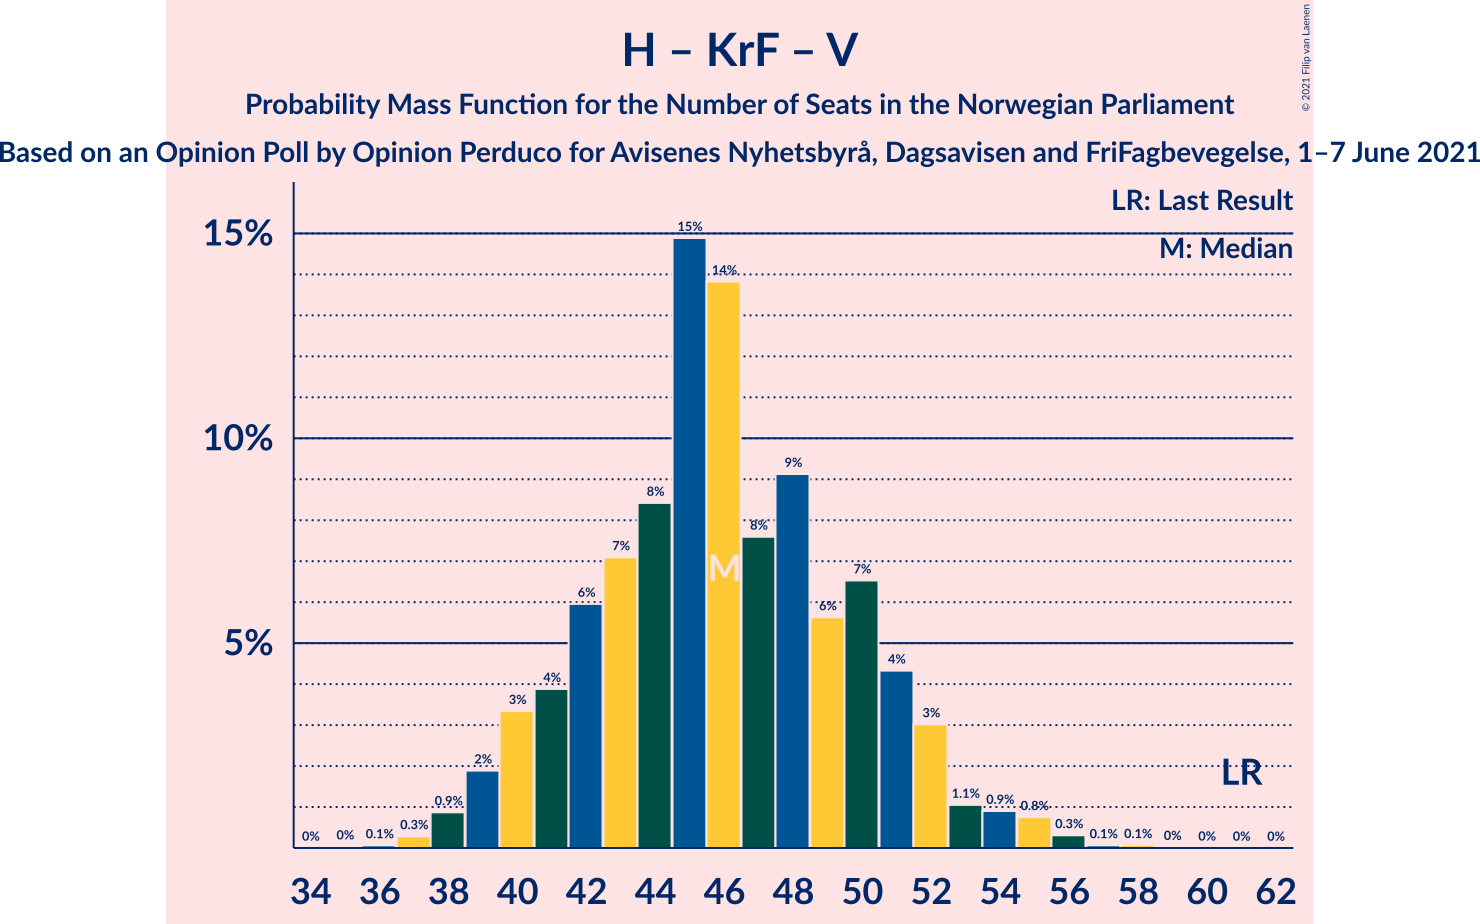 H – KrF – V
Probability Mass Function for the Number of Seats in the Norwegian Parliament
Based on an Opinion Poll by Opinion Perduco for Avisenes Nyhetsbyrå, Dagsavisen and FriFagbevegelse, 1–7 June 2021
© 2021 Filip van Laenen
LR: Last Result
M: Median
15%
10%
5%
0% 0% 0.1% 0.3% 0.9% 2% 3% 4% 6% 7% 8% 15% 14% 8% 9% 6% 7% 4% 3% 1.1% 0.9% 0.8% 0.3% 0.1% 0.1% 0% 0% 0% 0%
M
LR
34 36 38 40 42 44 46 48 50 52 54 56 58 60 62